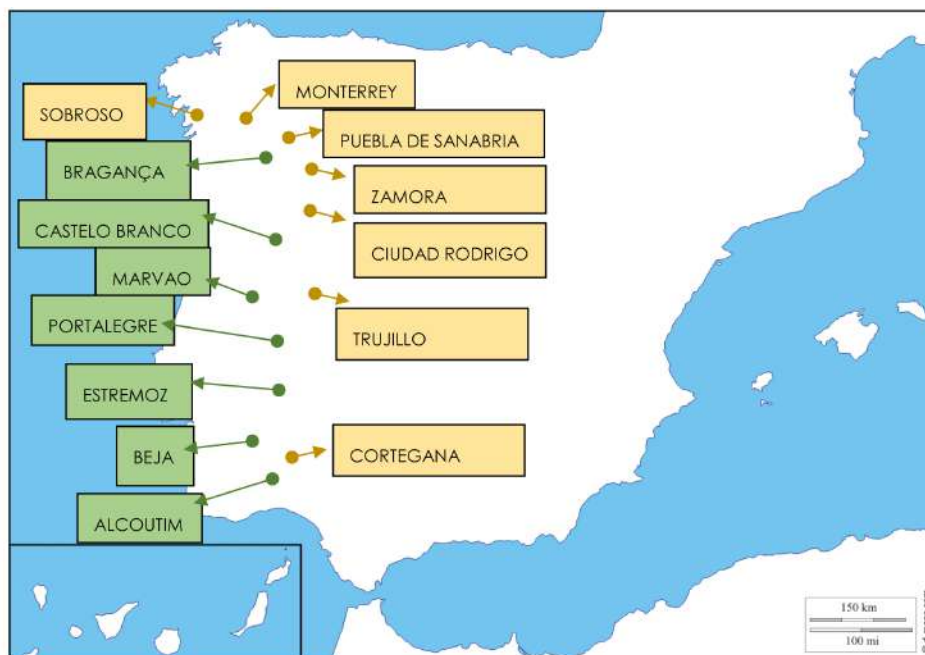 MONTERREY
SOBROSO
PUEBLA DE SANABRIA
BRAGANÇA
ZAMORA
CASTELO BRANCO
CIUDAD RODRIGO
MARVAO
PORTALEGRE
TRUJILLO
ESTREMOZ
BEJA
CORTEGANA
ALCOUTIM
150 km
100 mi